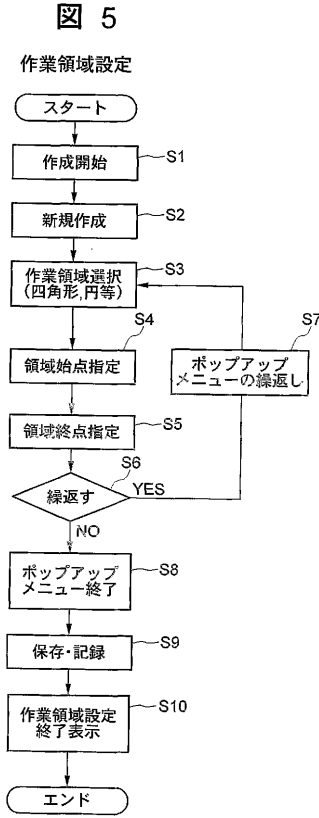 図 5
作業領域設定
スタート
作成開始
S1
新規作成
S2
作業領域選択
(四角形,円等)
S3
領域始点指定
S4
領域終点指定
S5
繰返す
S6
YES
ポップアップ
メニューの繰返し
S7
NO
ポップアップ
メニュー終了
S8
保存・記録
S9
作業領域設定
終了表示
S10
エンド